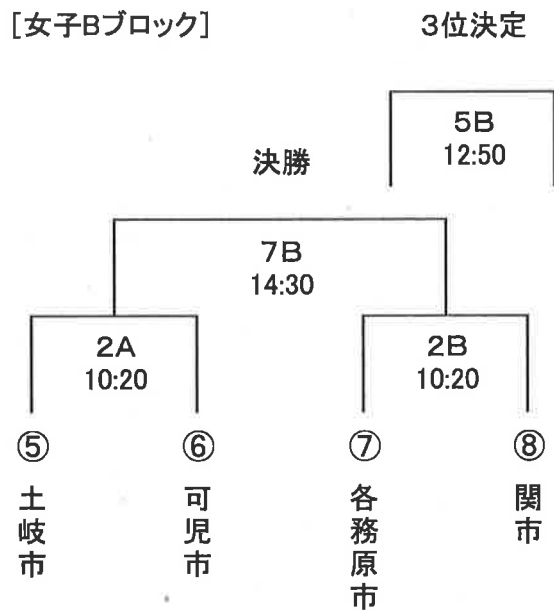 [女子Bブロック]
3位決定
5B
12:50
決勝
7B
14:30
2A
10:20
2B
10:20
⑤
⑥
⑦
⑧
土岐市
可児市
各務原市
関市